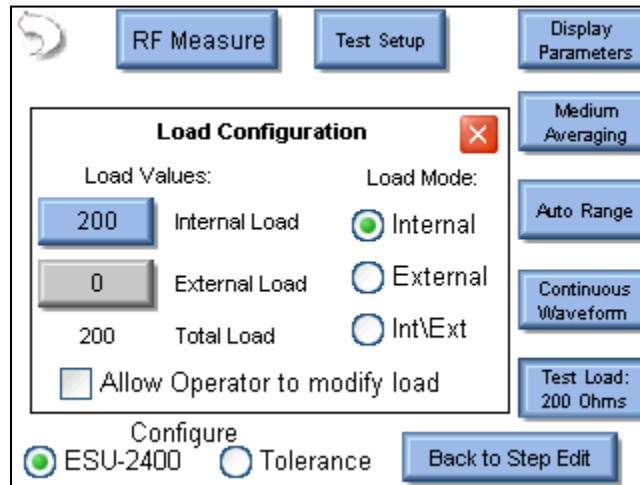 RF Measure
Test Setup
Display
Parameters
Load Configuration
Medium
Averaging
Load Values:
Load Mode:
200
Internal Load
Internal
Auto Range
0
External Load
External
Continuous
Waveform
200
Total Load
Int\Ext
Allow Operator to modify load
Test Load:
200 Ohms
Configure
ESU-2400
Tolerance
Back to Step Edit